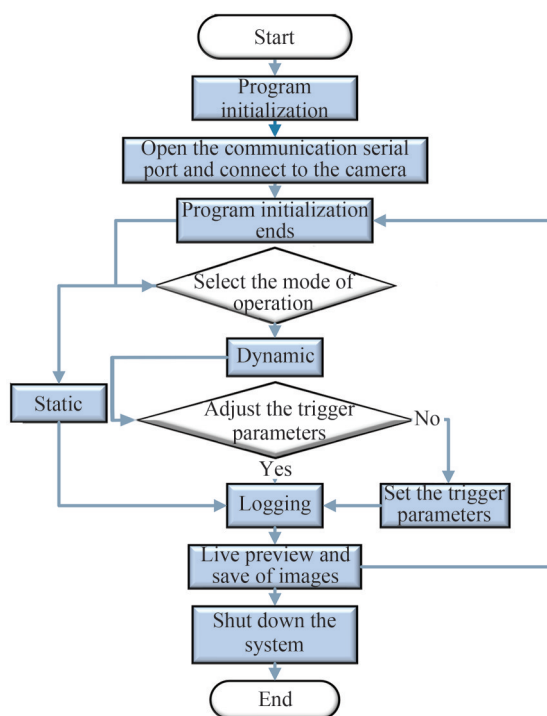 Start
Program
initialization
Open the communication serial
port and connect to the camera
Program initialization
ends
Select the mode of
operation
Dynamic
Static
Adjust the trigger
parameters
No
Yes
Logging
Set the trigger
parameters
Live preview and
save of images
Shut down the
system
End